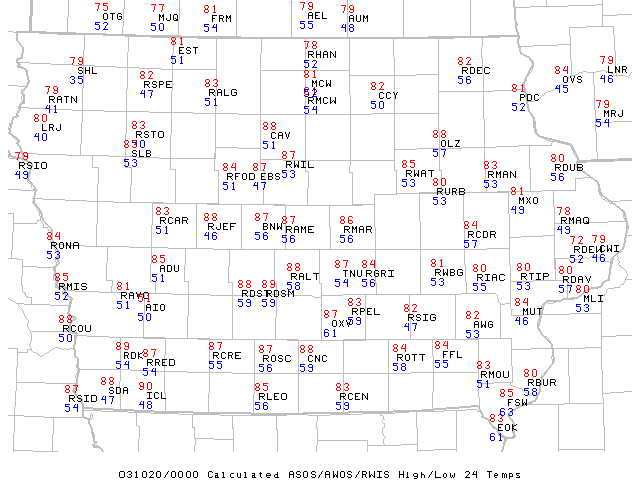 75 OTG 52
77 MJQ 50
81 FRM 54
79 AEL 55
79 AUM 48
81 EST 51
78 RHAN 52
79 SHL 35
82 RSPE 47
83 RALG 51
81 MCW
RMCW 54
82 CCY 50
82 RDEC 56
84 OVS 45
79 LNR 46
79 RATN 41
81 PDC 52
79 MRJ 54
80 LRJ 40
83 RSTO 50
88 CAV 51
88 OLZ 57
85 SLB 53
79 RSIO 49
84 RFOD 51
87 EBS 47
87 RWIL 53
85 RWAT 53
83 RMAN 53
80 RDUB 56
80 RURB 53
81 MXO 49
83 RCAR 51
88 RJEF 46
87 BNW 56
87 RAME 56
86 RMAR 56
84 RCDR 57
78 RMAQ 49
72 RDEW 52
79 CWI 46
84 RONA 53
85 ADU 51
88 RALT 58
87 TNU 54
84 RGRI 56
81 RWBG 53
80 RIAC 55
80 RTIP 53
80 RDAV 57
80 MLI 53
85 RMIS 52
81 RAVO 51
AIO 50
88 RDST 59
89 RDSM 59
83 RPEL 59
87 OXV 61
82 RSIG 47
82 AWG 53
84 MUT 46
88 RCOU 50
89 RDK 54
87 RRED 54
87 RCRE 55
87 ROSC 56
88 CNC 59
84 ROTT 58
84 FFL 55
83 RMOU 51
80 RBUR 58
87 RSID 54
88 SDA 47
90 ICL 48
85 RLEO 56
83 RCEN 59
85 FSW 63
83 EOK 61
031020/0000 Calculated ASOS/AWOS/RWIS High/Low 24 Temps